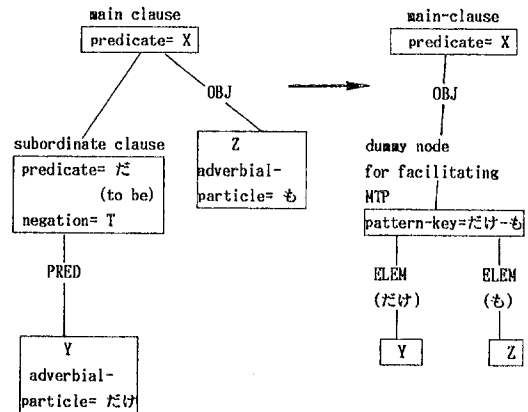 main clause
predicate= X
OBJ
subordinate clause
predicate= だ
(to be)
negation= T
Z
adverbial-
particle= も
PRED
Y
adverbial-
particle= だけ
main-clause
predicate= X
OBJ
dummy node
for facilitating
MTP
pattern-key=だけ-も
ELEM
(だけ)
ELEM
(も)
Y
Z